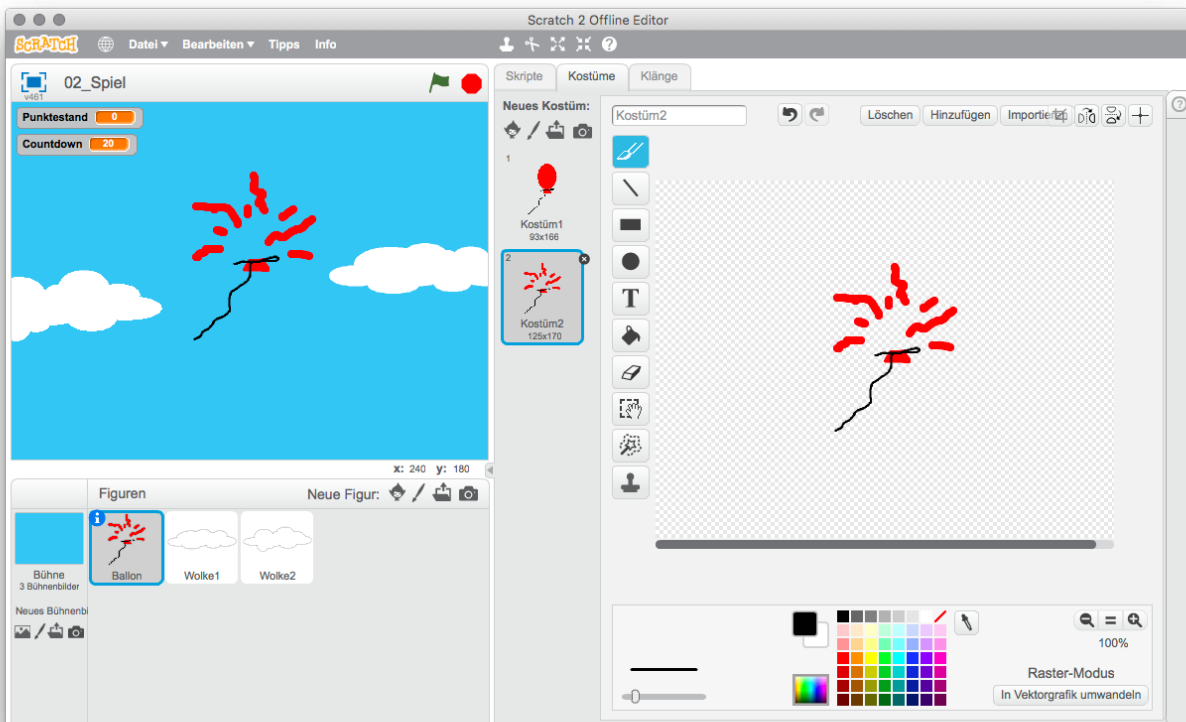 Scratch 2 Offline Editor
SCRATCH
Datei ▾ Bearbeiten ▾ Tipps Info
v461
02_Spiel
Punktestand 0
Countdown 20
x: 240 y: 180
Figuren
Neue Figur:
Bühne
3 Bühnenbilder
Neues Bühnenbi
Ballon
Wolke1
Wolke2
Skripte
Kostüme
Klänge
Neues Kostüm:
1
Kostüm1
93x166
2
Kostüm2
125x170
Kostüm2
Löschen
Hinzufügen
T
100%
Raster-Modus
In Vektorgrafik umwandeln